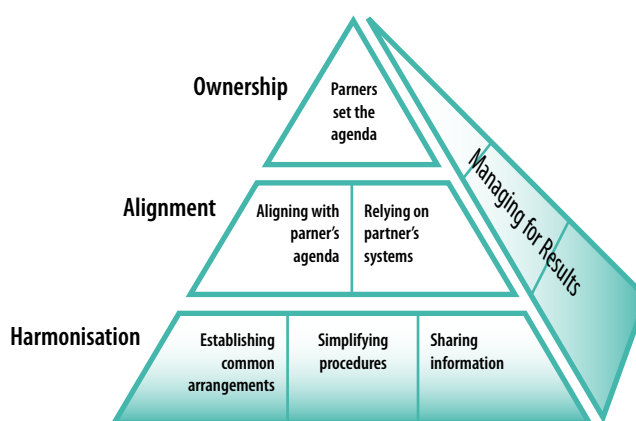 Ownership
Parners
set the
agenda
Managing for Results
Alignment
Aligning with
parner's
agenda
Relying on
partner's
systems
Harmonisation
Establishing
common
arrangements
Simplifying
procedures
Sharing
information